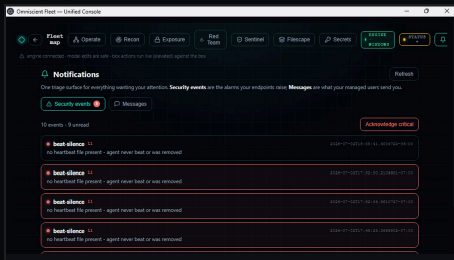 Omniscient Fleet — Unified Console
Fleet map
Operate
Recon
Exposure
Red Team
Sentinel
Filescape
Secrets
ENGINE
WINDOWS
STATUS
Notifications
Refresh
One triage surface for everything wanting your attention. Security events are the alarms your endpoints raise; Messages are what your managed users send you.
Security events
Messages
10 events · 9 unread
Acknowledge critical
beat-silence
no heartbeat file present - agent never beat or was removed
beat-silence
no heartbeat file present - agent never beat or was removed
beat-silence
no heartbeat file present - agent never beat or was removed
beat-silence
no heartbeat file present - agent never beat or was removed